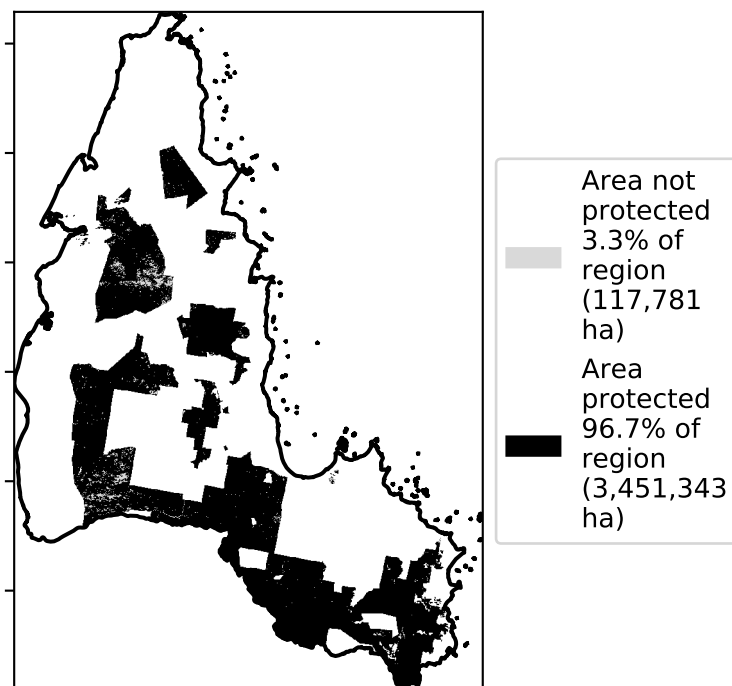 Area not
protected
3.3% of
region
(117,781
ha)
Area
protected
96.7% of
region
(3,451,343
ha)